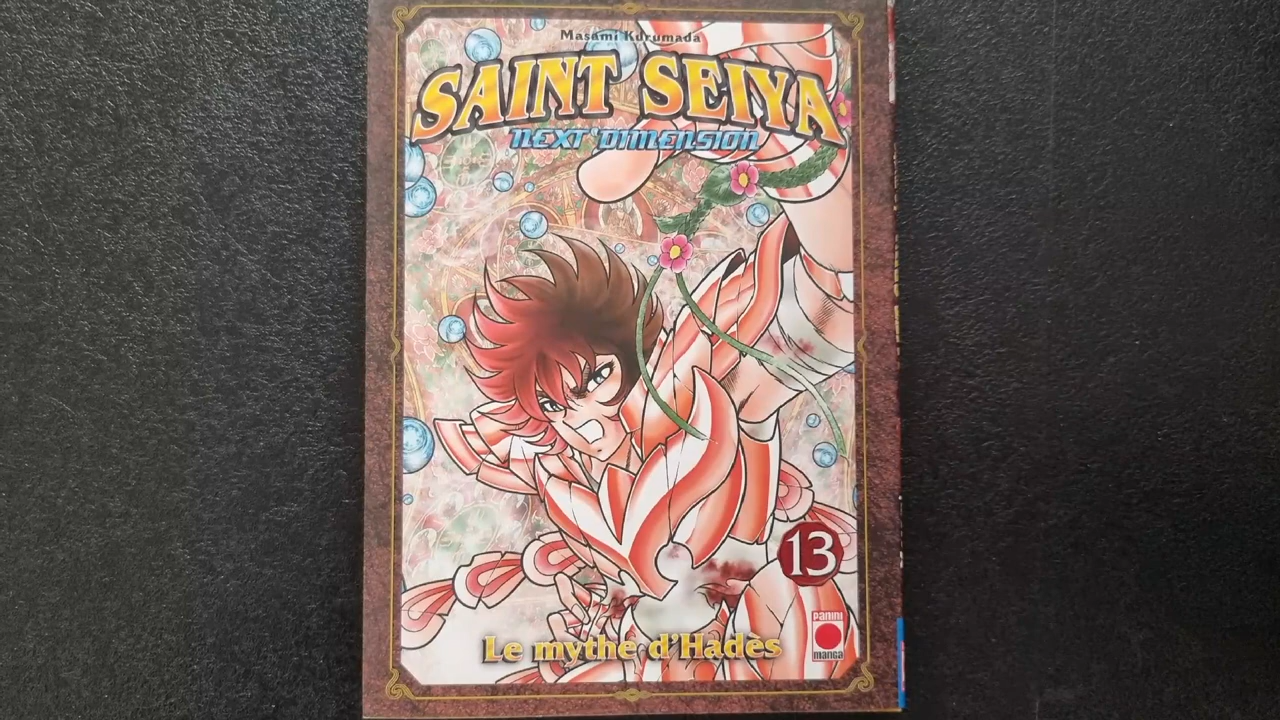 Masami Kurumada
SAINT SEIYA
NEXT DIMENSION
13
Le mythe d'Hadès
PANINI
manga